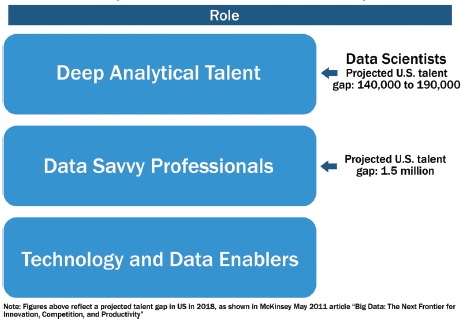 Role
Deep Analytical Talent
Data Scientists
Projected U.S. talent
gap: 140,000 to 190,000
Data Savvy Professionals
Projected U.S. talent
gap: 1.5 million
Technology and Data Enablers
Note: Figures above reflect a projected talent gap in US in 2018, as shown in McKinsey May 2011 article "Big Data: The Next Frontier for
Innovation, Competition, and Productivity"